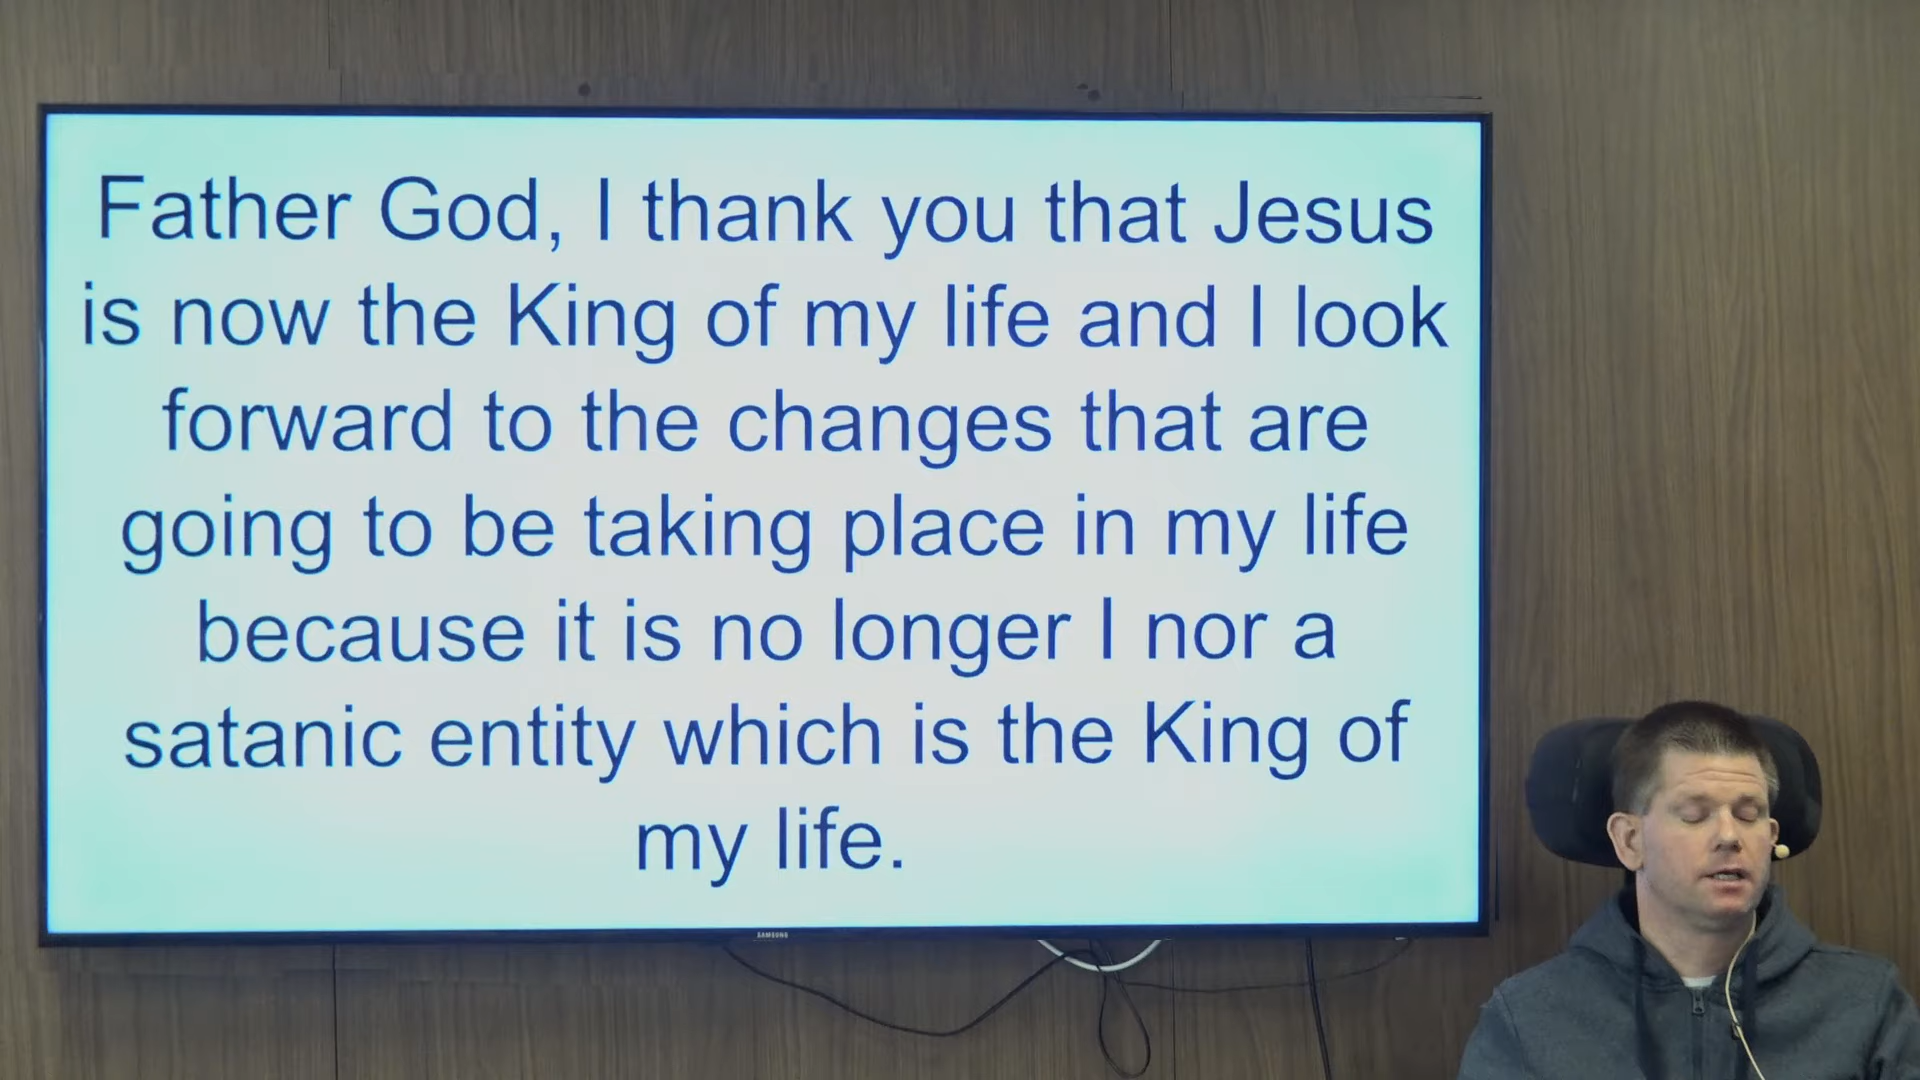 Father God, I thank you that Jesus
is now the King of my life and I look
forward to the changes that are
going to be taking place in my life
because it is no longer I nor a
satanic entity which is the King of
my life.
SAMSUNG